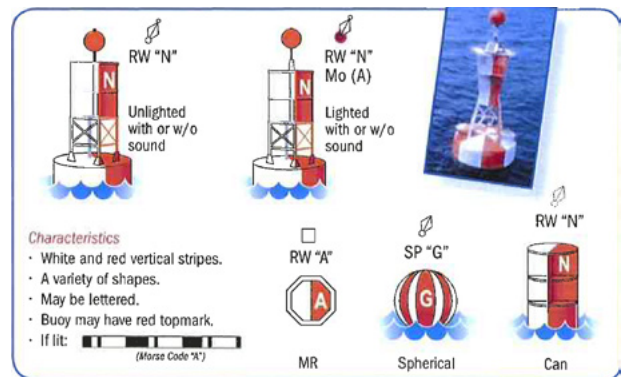 RW "N"
N
Unlighted
with or w/o
sound
RW "N"
Mo (A)
N
Lighted
with or w/o
sound
Characteristics
· White and red vertical stripes.
· A variety of shapes.
· May be lettered.
· Buoy may have red topmark.
· If lit:
(Morse Code "A")
RW "A"
A
MR
SP "G"
G
Spherical
RW "N"
N
Can